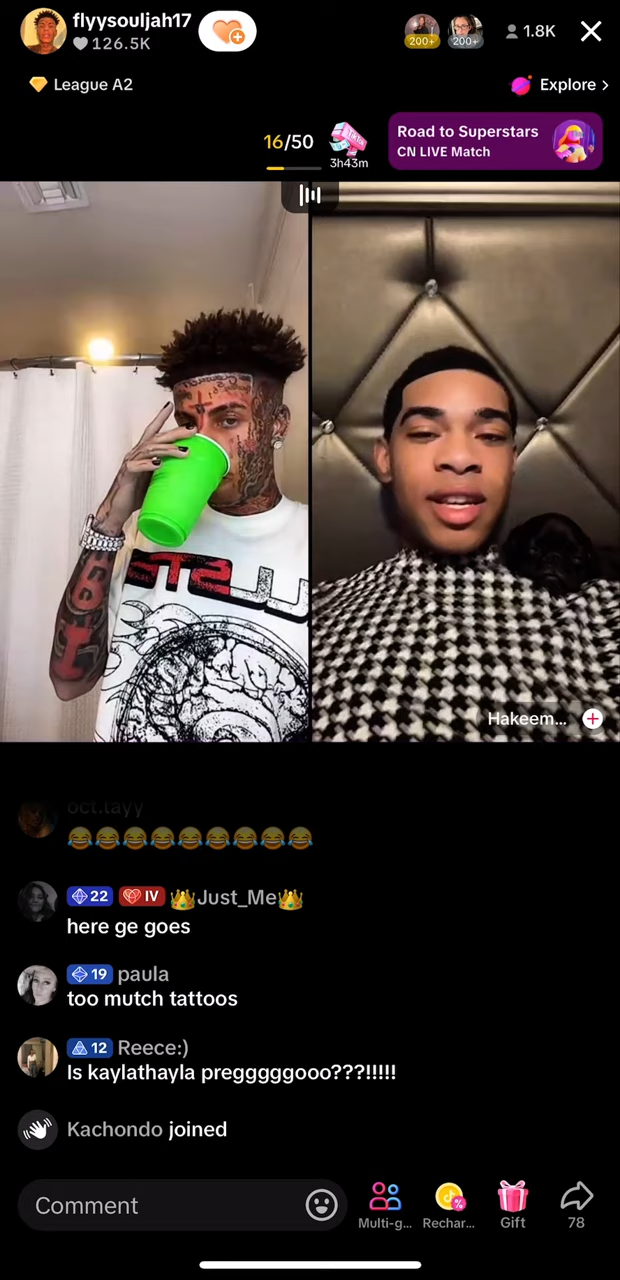 flyysouljah17
126.5K
200+
200+
1.8K
League A2
Explore >
16/50
3h43m
Road to Superstars
CN LIVE Match
Hakeem...
oct.tayy
😂😂😂😂😂😂😂😂😂
22 IV 👑Just_Me👑
here ge goes
19 paula
too mutch tattoos
12 Reece:)
Is kaylathayla pregggggooo???!!!!!
Kachondo joined
Comment
Multi-g...
Rechar...
Gift
78